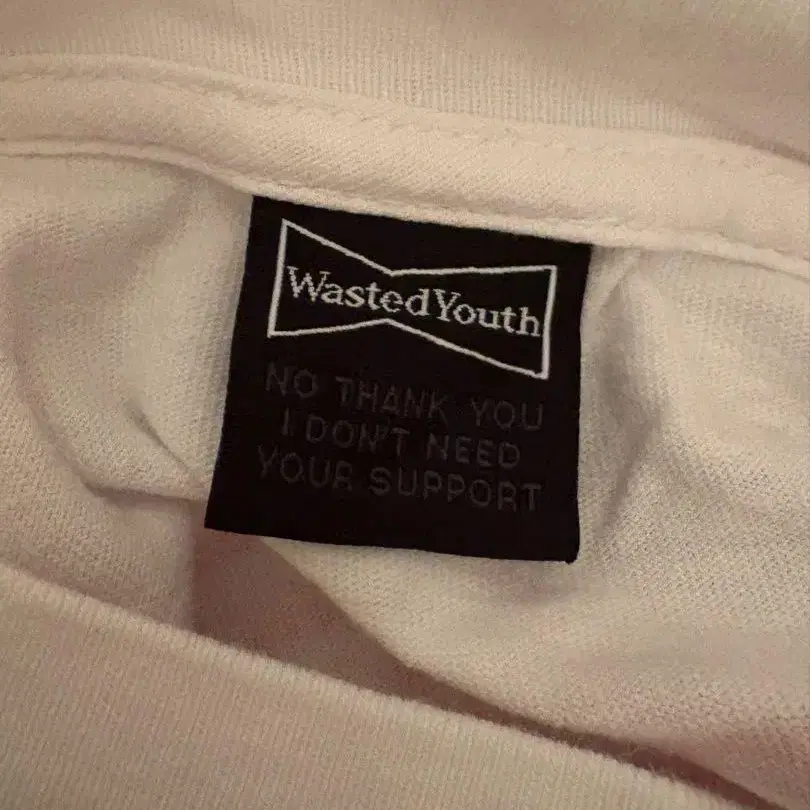 Wasted Youth
NO THANK YOU
I DON'T NEED
YOUR SUPPORT